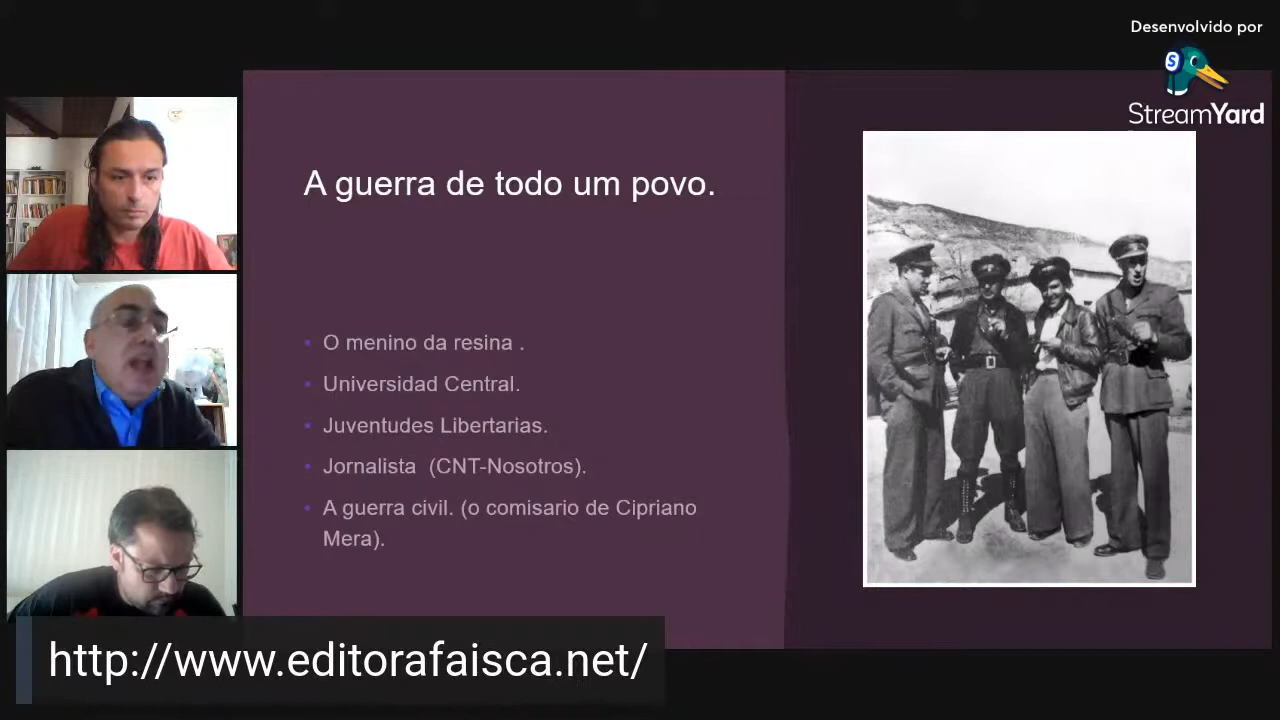 Desenvolvido por
StreamYard
A guerra de todo um povo.
• O menino da resina .
• Universidad Central.
• Juventudes Libertarias.
• Jornalista (CNT-Nosotros).
• A guerra civil. (o comisario de Cipriano
Mera).
http://www.editorafaisca.net/